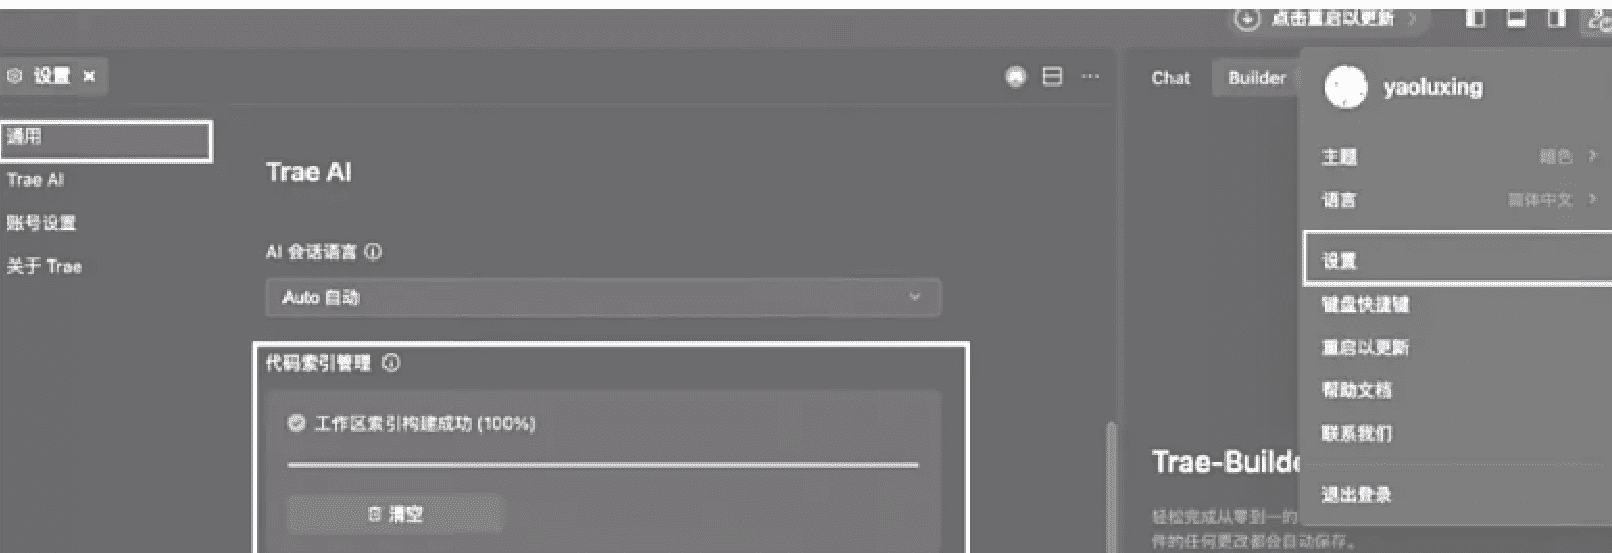 点击重启以更新
设置
Chat
Builder
yaoluxing
通用
Trae AI
账号设置
关于 Trae
Trae AI
AI 会话语言
Auto 自动
代码索引管理
工作区索引构建成功 (100%)
清空
主题
暗色
语言
简体中文
设置
键盘快捷键
重启以更新
帮助文档
联系我们
退出登录
Trae-Builde
轻松完成从零到一的
件的任何更改都会自动保存。